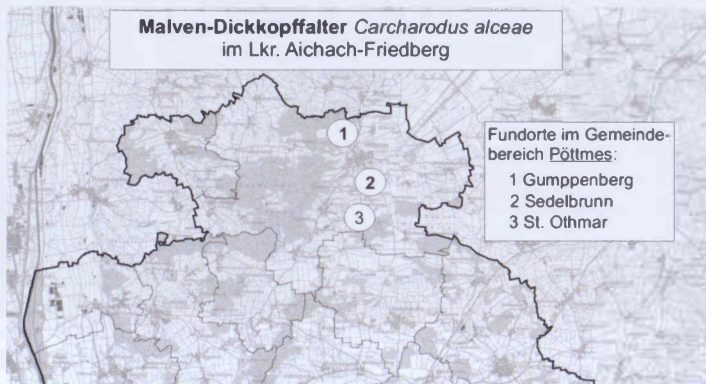 Malven-Dickkopffalter Carcharodus alceae
im Lkr. Aichach-Friedberg
1
Fundorte im Gemeinde-
bereich Pöttmes:
1 Gumppenberg
2 Sedelbrunn
3 St. Othmar
2
3